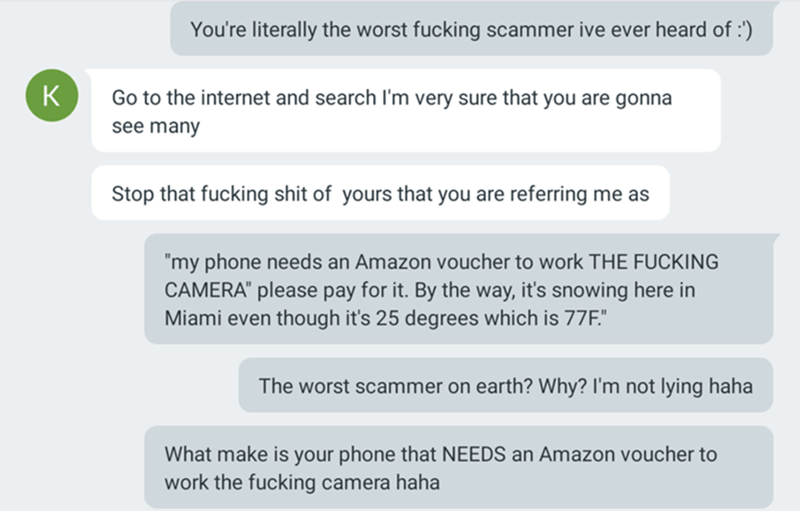 You're literally the worst fucking scammer ive ever heard of :')
K
Go to the internet and search I'm very sure that you are gonna
see many
Stop that fucking shit of  yours that you are referring me as
"my phone needs an Amazon voucher to work THE FUCKING
CAMERA" please pay for it. By the way, it's snowing here in
Miami even though it's 25 degrees which is 77F."
The worst scammer on earth? Why? I'm not lying haha
What make is your phone that NEEDS an Amazon voucher to
work the fucking camera haha